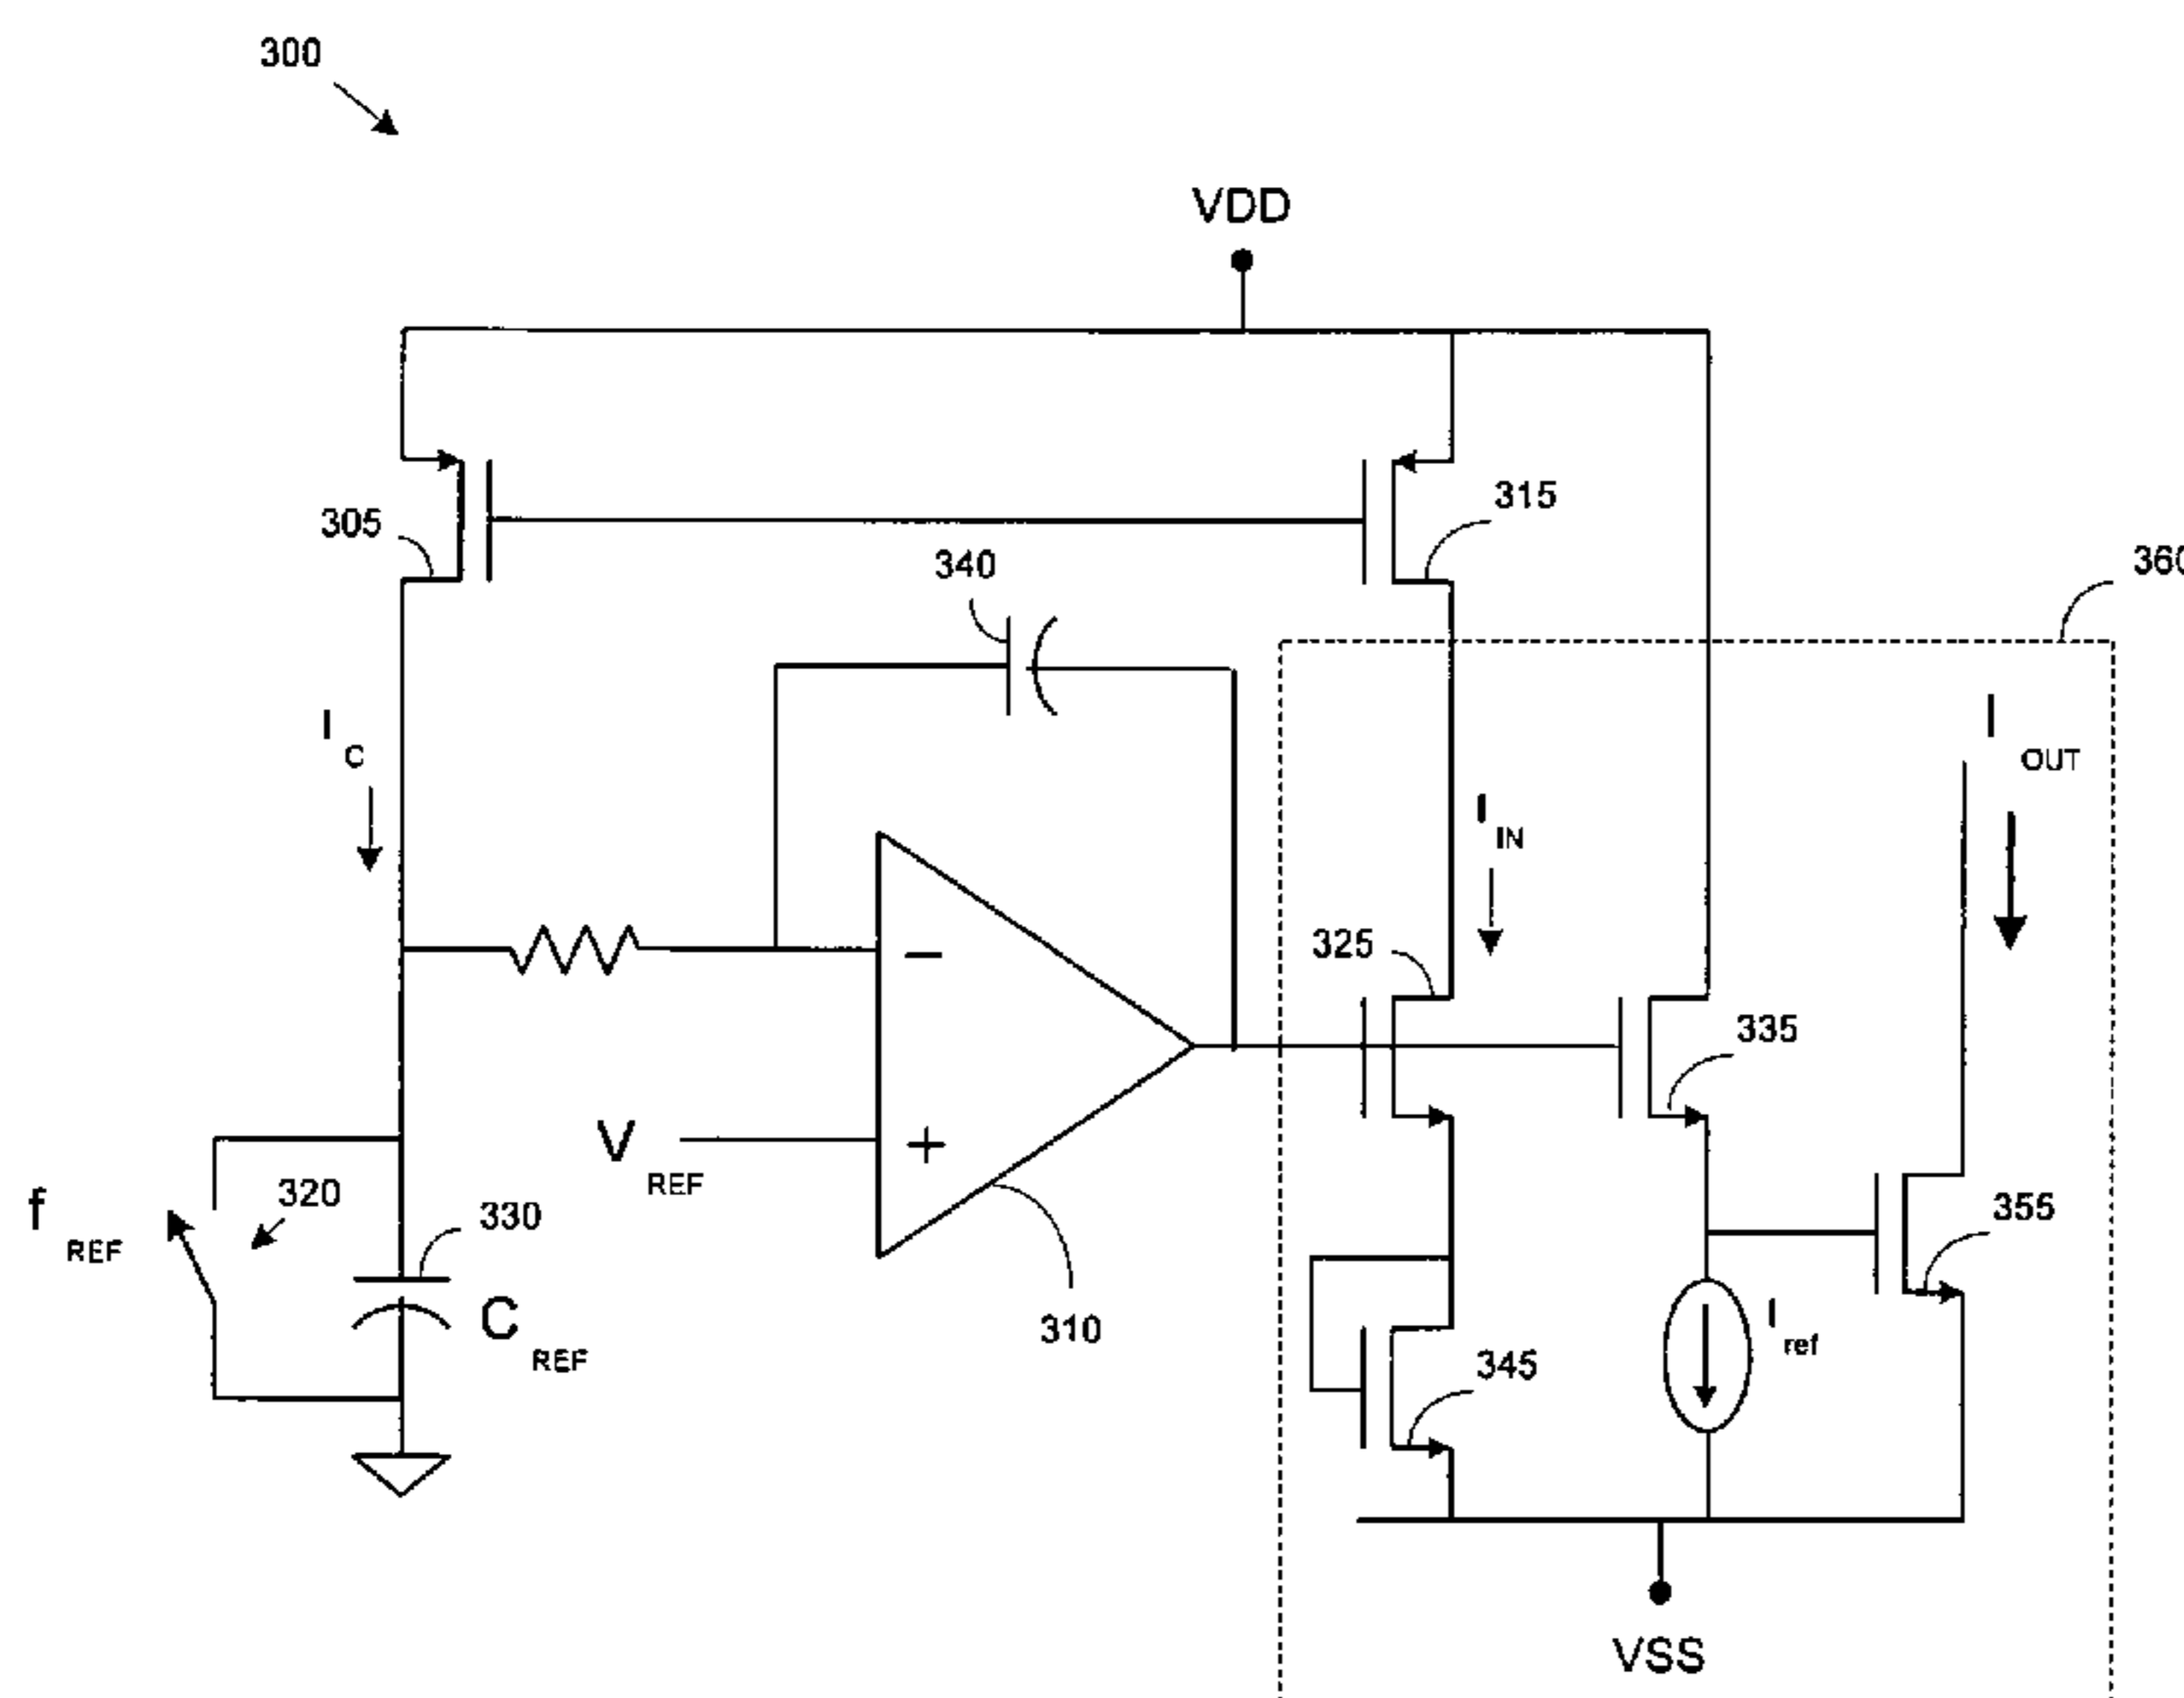 300
VDD
305
315
340
360
I C
I OUT
I IN
325
335
−
V REF
+
f REF
320
330
C REF
310
355
I ref
345
VSS